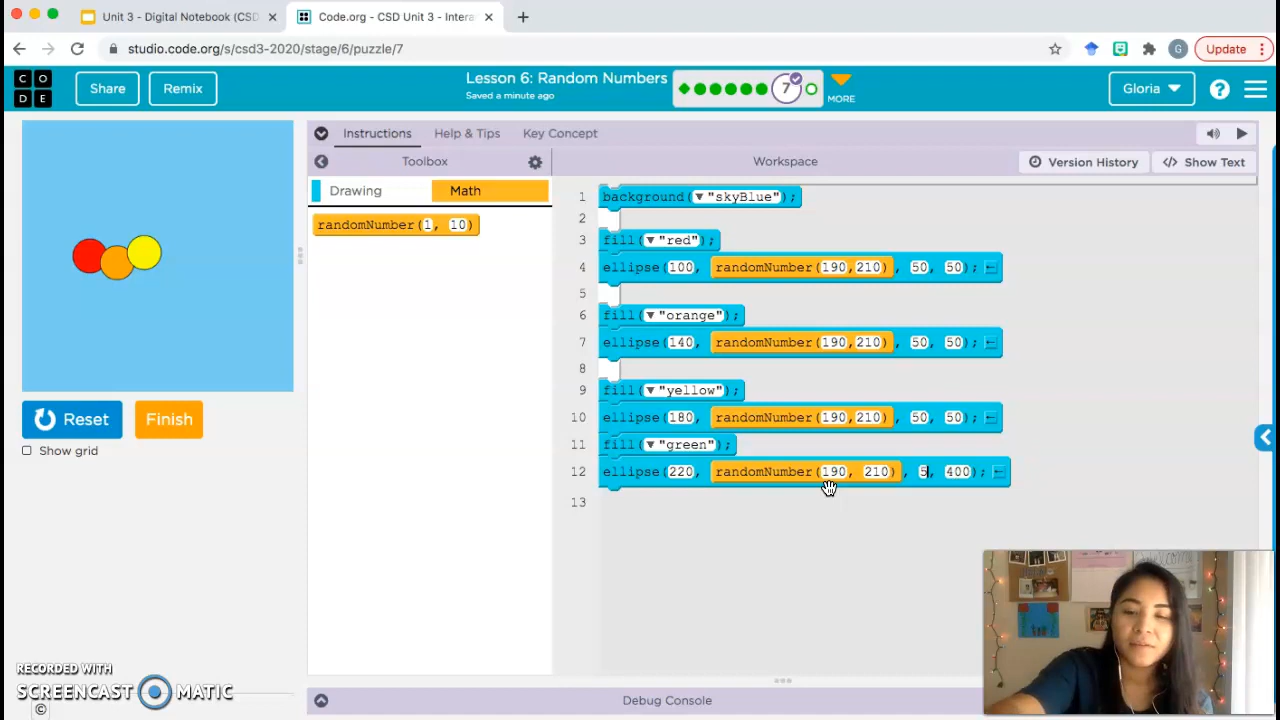 Unit 3 - Digital Notebook (CSD
Code.org - CSD Unit 3 - Intera
studio.code.org/s/csd3-2020/stage/6/puzzle/7
G
Update
C O
D E
Share
Remix
Lesson 6: Random Numbers
Saved a minute ago
7
MORE
Gloria
?
Instructions
Help & Tips
Key Concept
Toolbox
Workspace
Version History
</> Show Text
Drawing
Math
randomNumber(1, 10)
1 background("skyBlue");
2
3 fill("red");
4 ellipse(100, randomNumber(190,210), 50, 50);
5
6 fill("orange");
7 ellipse(140, randomNumber(190,210), 50, 50);
8
9 fill("yellow");
10 ellipse(180, randomNumber(190,210), 50, 50);
11 fill("green");
12 ellipse(220, randomNumber(190, 210), 5, 400);
13
Reset
Finish
Show grid
Debug Console
RECORDED WITH
SCREENCAST MATIC
©